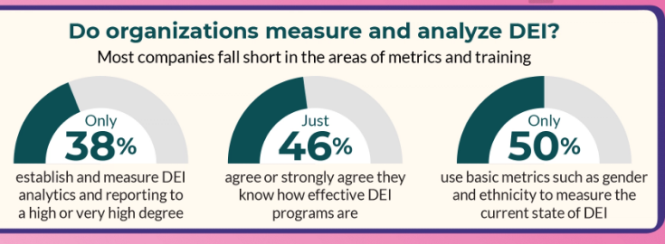 Do organizations measure and analyze DEI?
Most companies fall short in the areas of metrics and training
Only
38%
establish and measure DEI
analytics and reporting to
a high or very high degree
Just
46%
agree or strongly agree they
know how effective DEI
programs are
Only
50%
use basic metrics such as gender
and ethnicity to measure the
current state of DEI